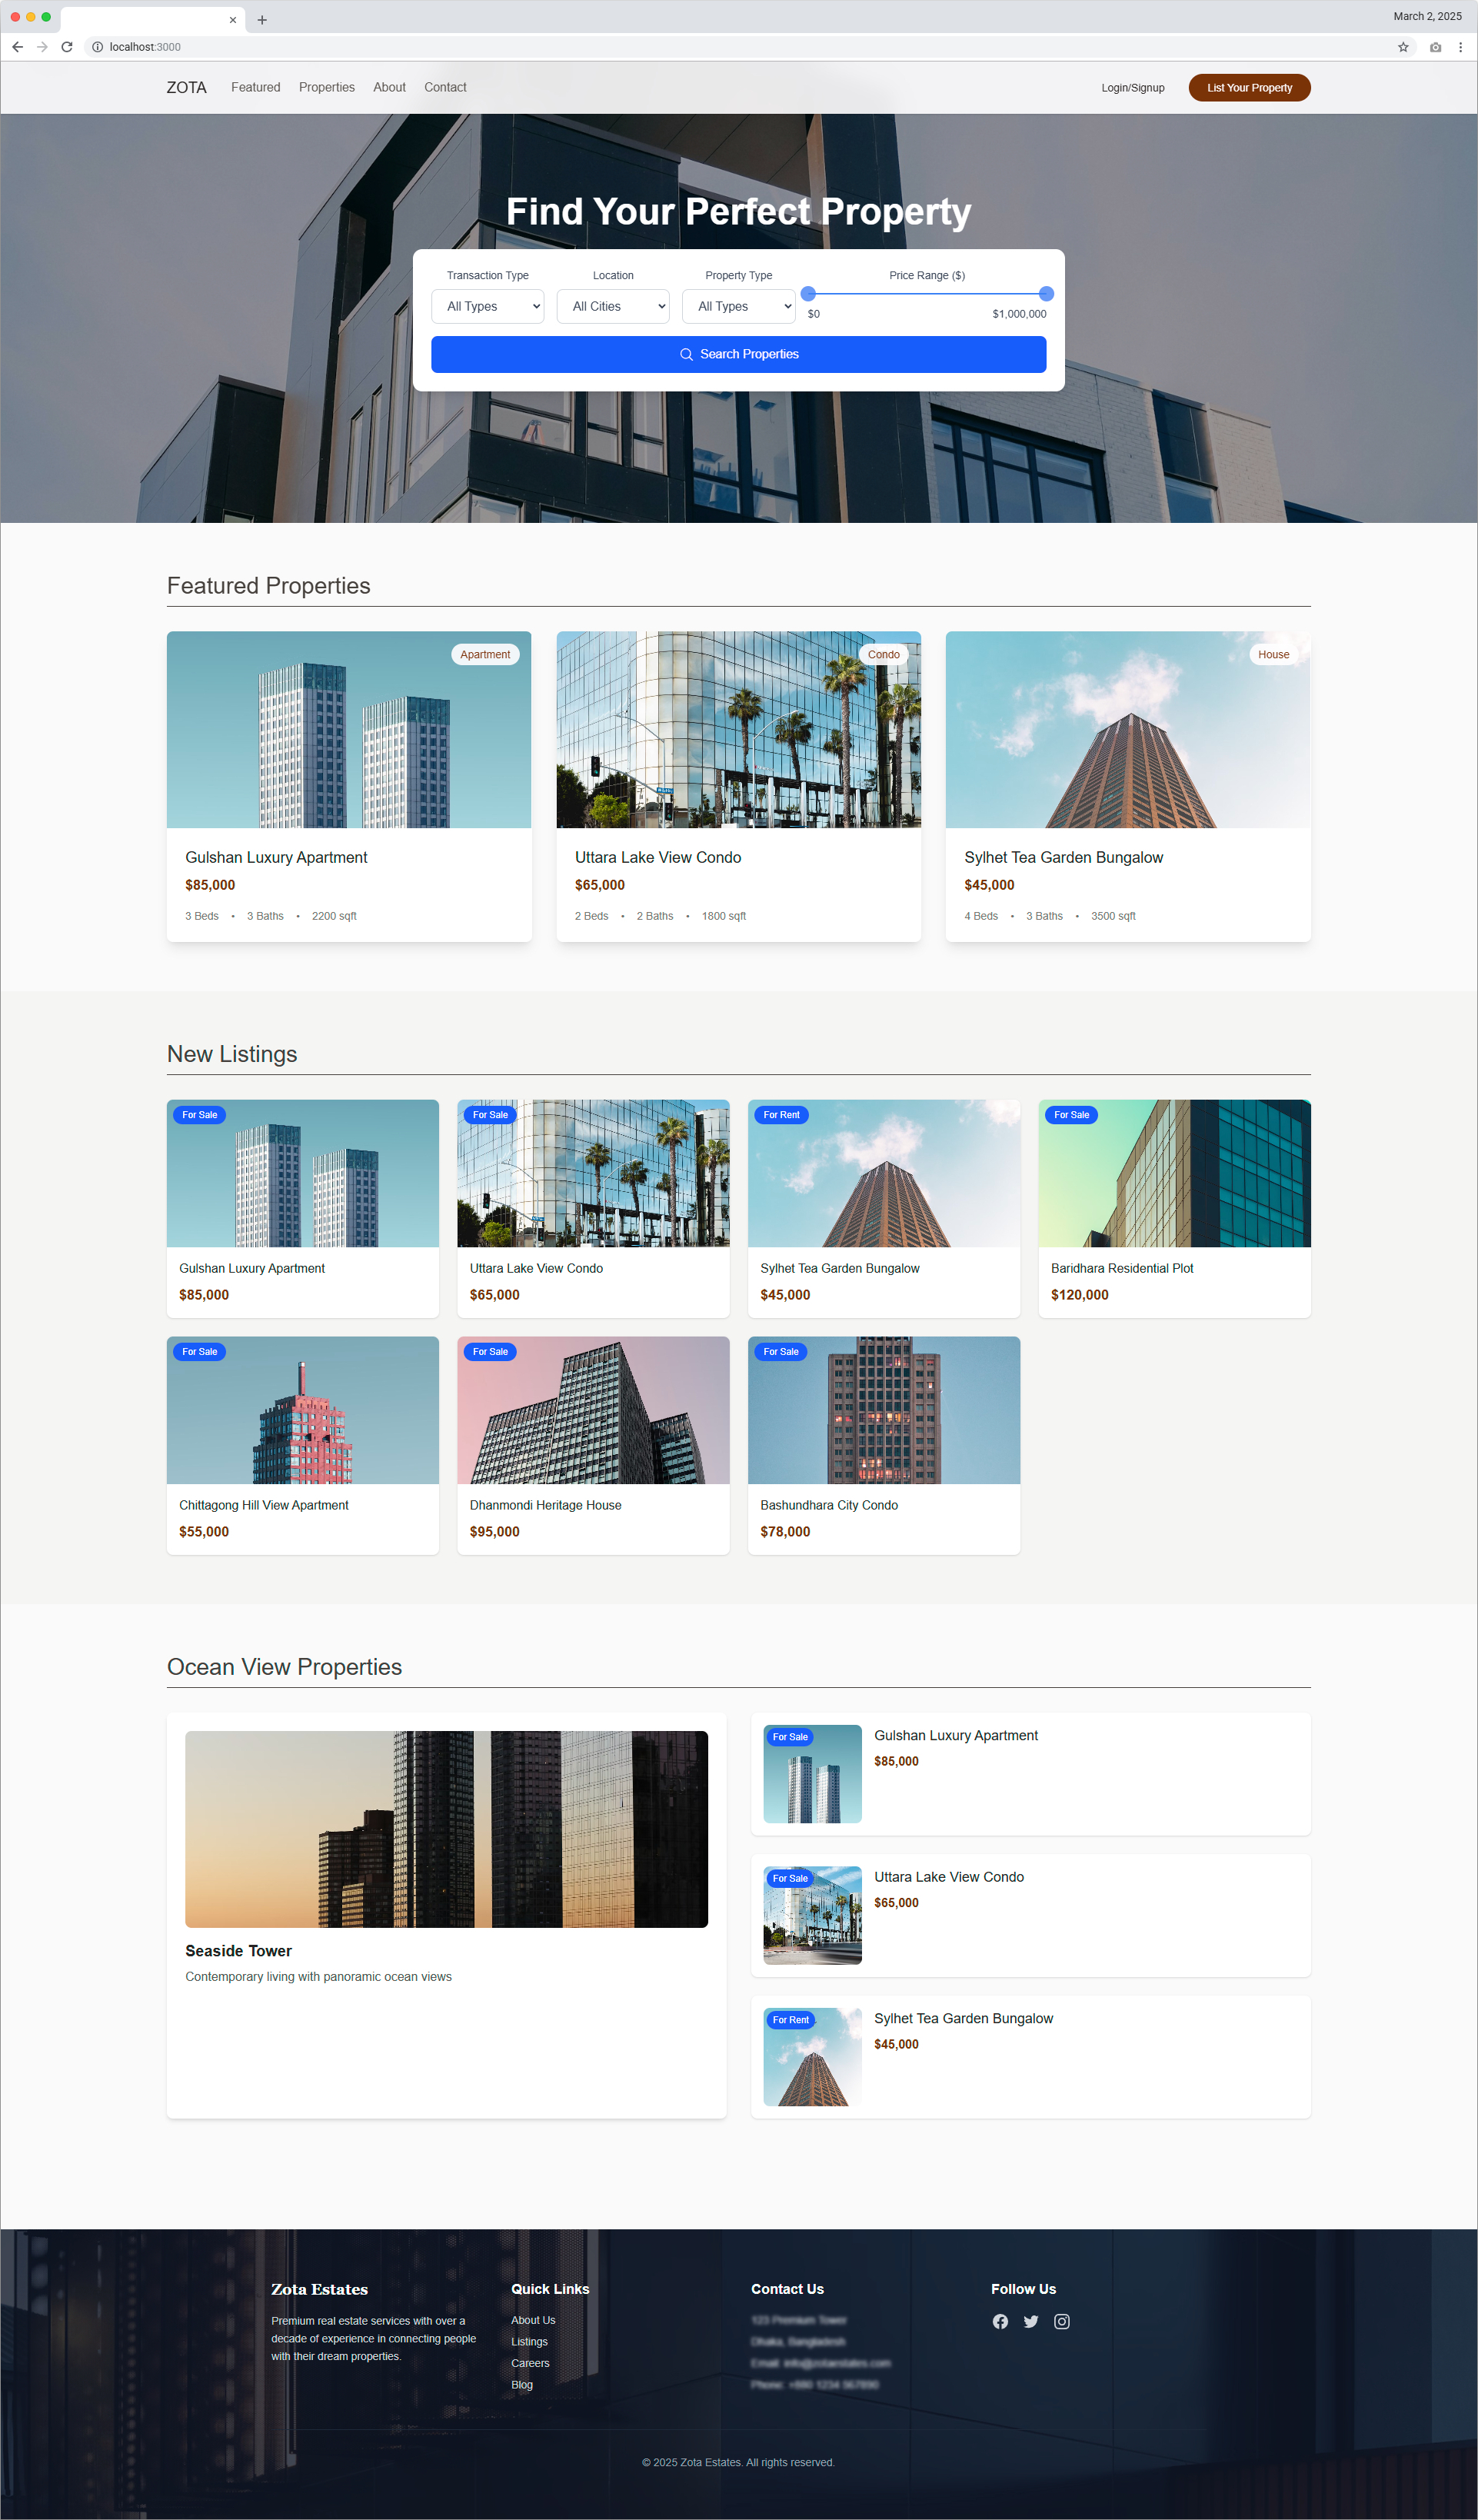 March 2, 2025
localhost:3000
ZOTA Featured Properties About Contact Login/Signup List Your Property
Find Your Perfect Property
Transaction Type Location Property Type Price Range ($)
All Types All Cities All Types
$0 $1,000,000
Search Properties
Featured Properties
Apartment Condo House
Gulshan Luxury Apartment Uttara Lake View Condo Sylhet Tea Garden Bungalow
$85,000 $65,000 $45,000
3 Beds • 3 Baths • 2200 sqft 2 Beds • 2 Baths • 1800 sqft 4 Beds • 3 Baths • 3500 sqft
New Listings
For Sale For Sale For Rent For Sale
Gulshan Luxury Apartment Uttara Lake View Condo Sylhet Tea Garden Bungalow Baridhara Residential Plot
$85,000 $65,000 $45,000 $120,000
For Sale For Sale For Sale
Chittagong Hill View Apartment Dhanmondi Heritage House Bashundhara City Condo
$55,000 $95,000 $78,000
Ocean View Properties
Seaside Tower
Contemporary living with panoramic ocean views
For Sale
Gulshan Luxury Apartment
$85,000
For Sale
Uttara Lake View Condo
$65,000
For Rent
Sylhet Tea Garden Bungalow
$45,000
Zota Estates
Premium real estate services with over a
decade of experience in connecting people
with their dream properties.
Quick Links
About Us
Listings
Careers
Blog
Contact Us
Follow Us
© 2025 Zota Estates. All rights reserved.